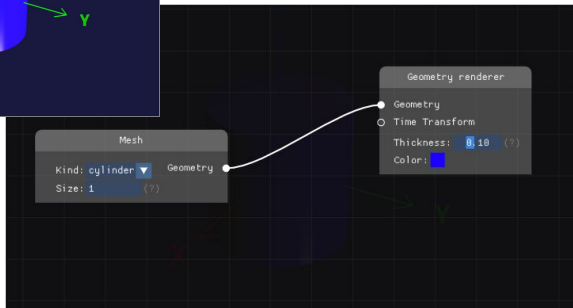 Y
Geometry renderer
Geometry
Time Transform
Thickness: 0.10 (?)
Color:
Mesh
Kind: cylinder Geometry
Size: 1 (?)
Y
X